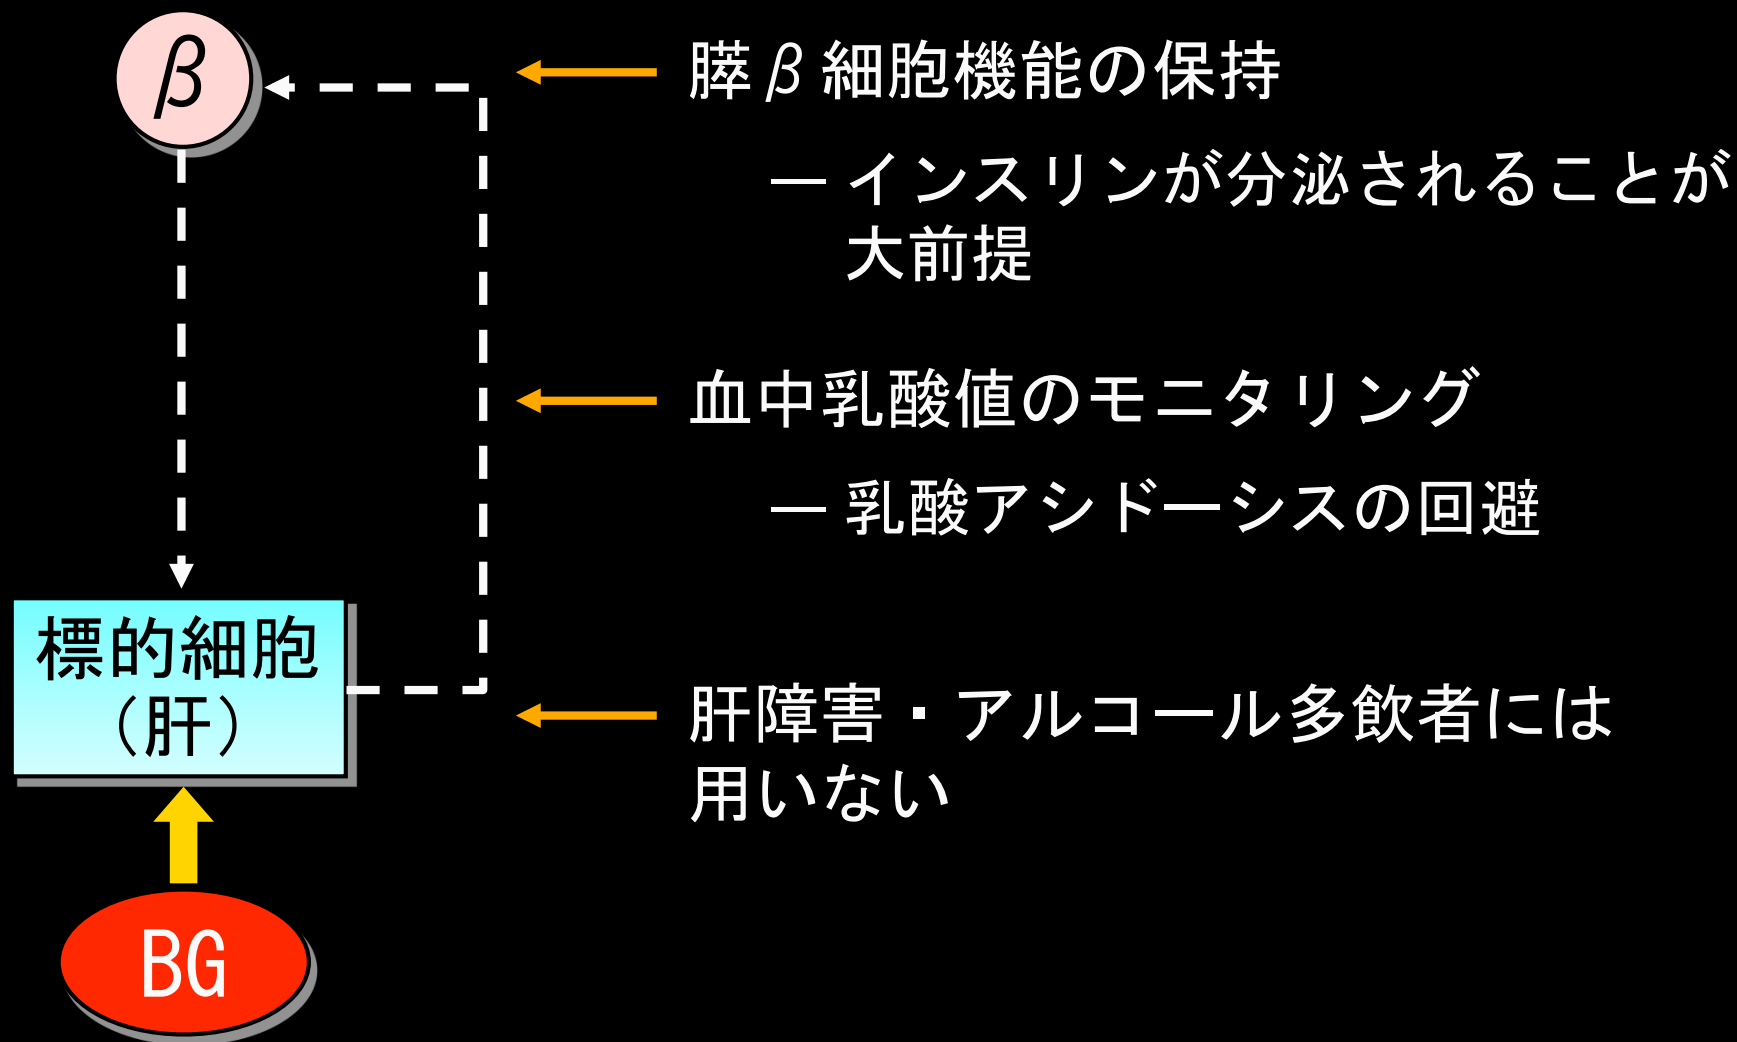 β
膵β細胞機能の保持
― インスリンが分泌されることが
大前提
血中乳酸値のモニタリング
― 乳酸アシドーシスの回避
標的細胞
（肝）
肝障害・アルコール多飲者には
用いない
BG